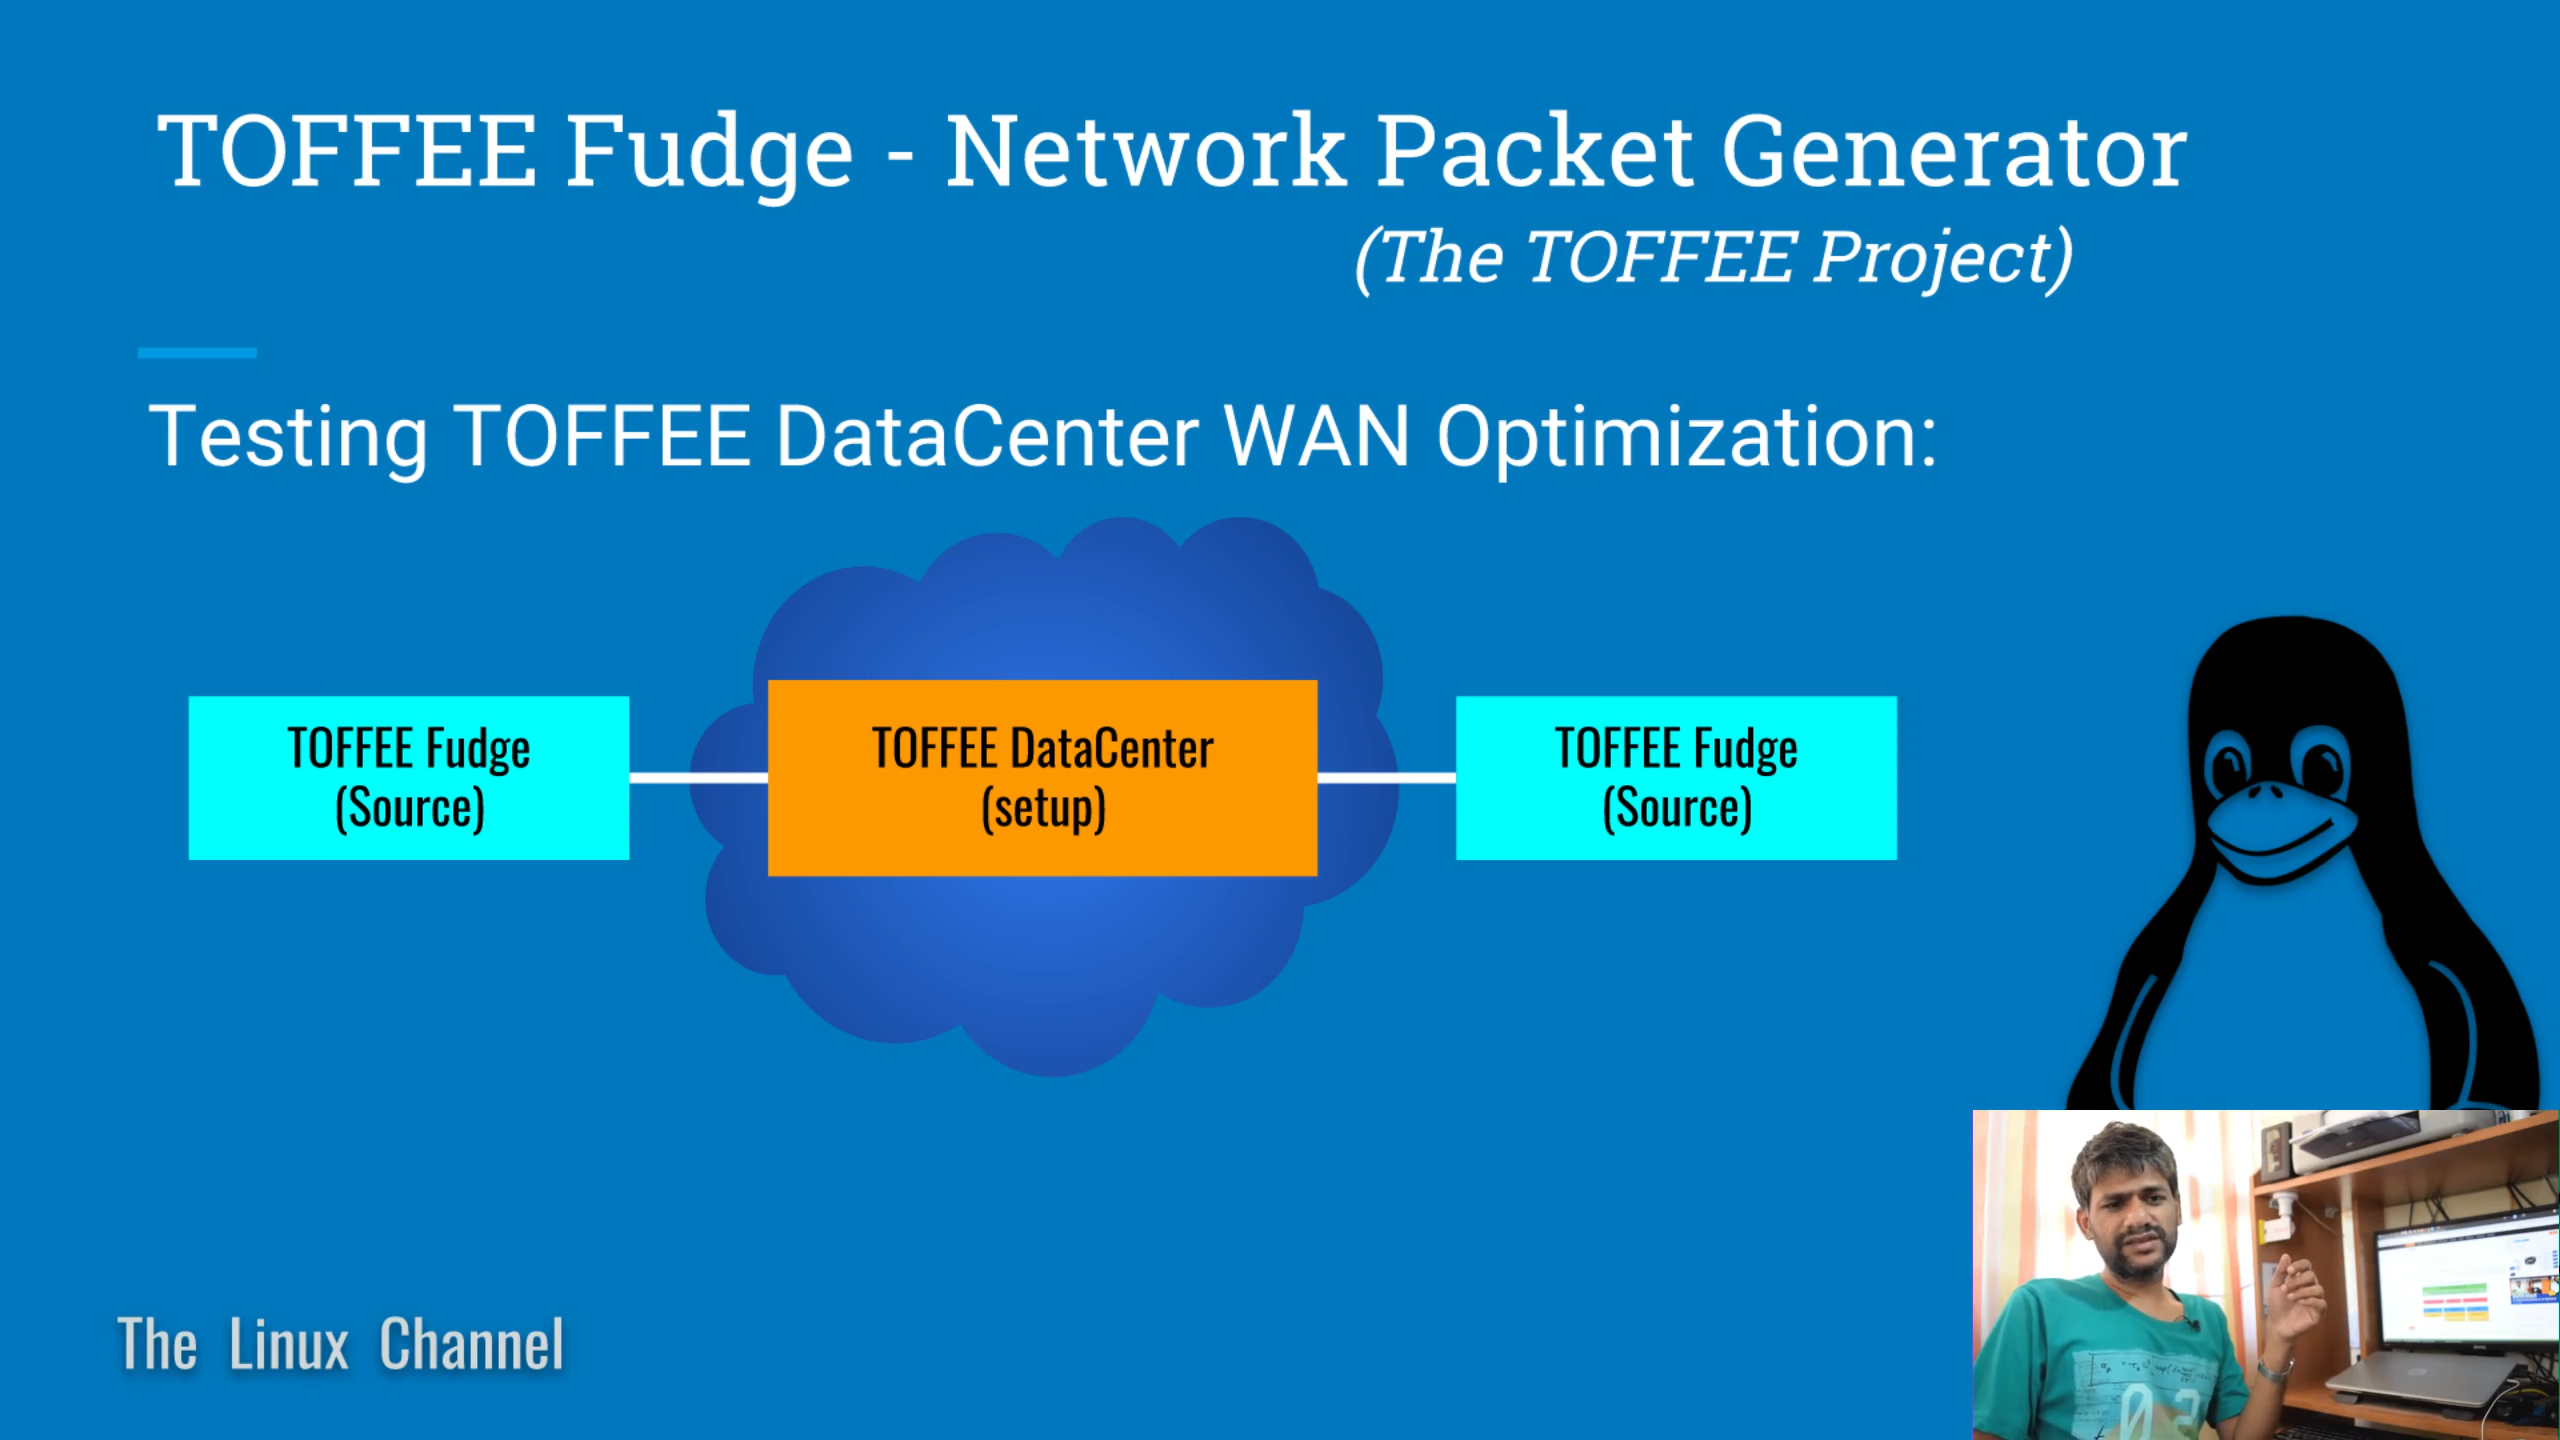 TOFFEE Fudge - Network Packet Generator
(The TOFFEE Project)
Testing TOFFEE DataCenter WAN Optimization:
TOFFEE Fudge
(Source)
TOFFEE DataCenter
(setup)
TOFFEE Fudge
(Source)
The Linux Channel